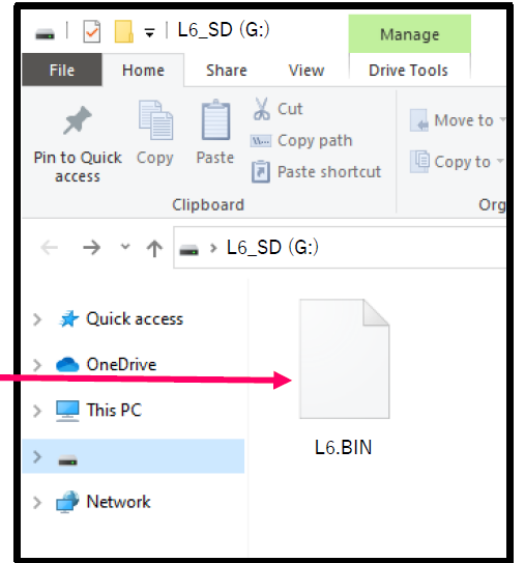 L6_SD (G:)
Manage
File Home Share View Drive Tools
Pin to Quick access
Copy
Paste
Cut
Copy path
Paste shortcut
Move to
Copy to
Clipboard
Org
L6_SD (G:)
Quick access
OneDrive
This PC
Network
L6.BIN